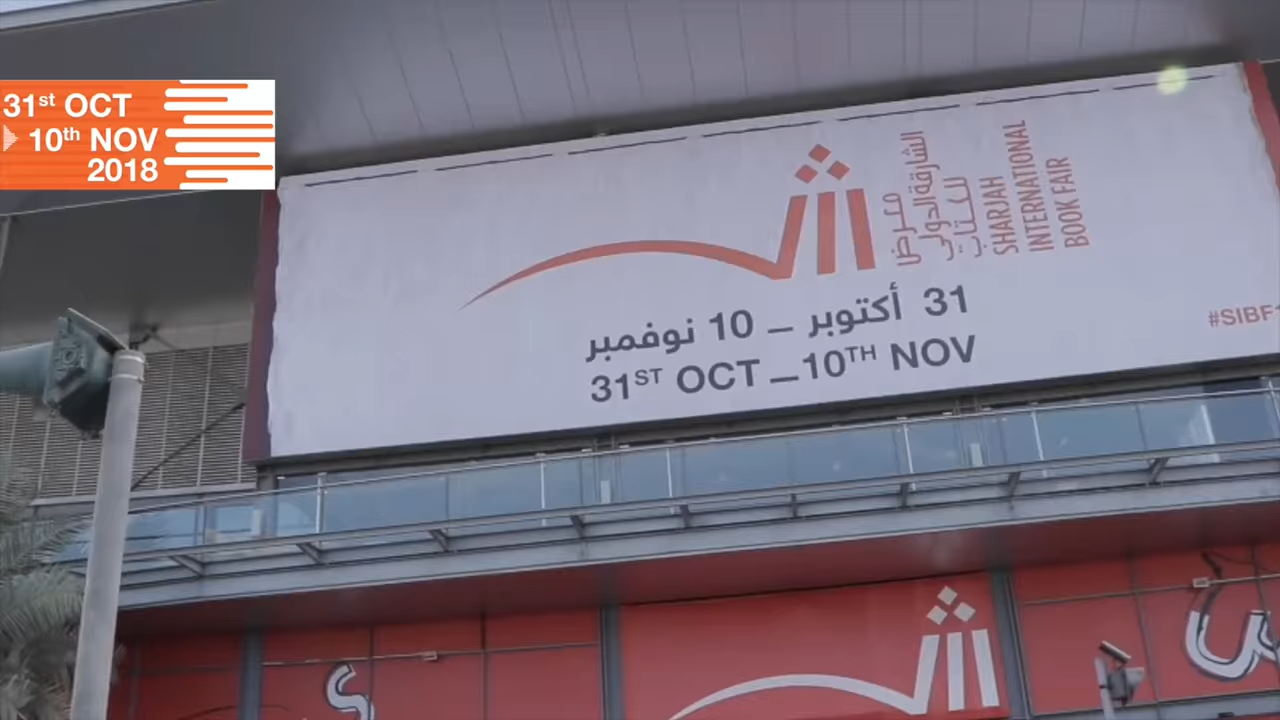 31st OCT
10th NOV
2018
معرض
الشارقة الدولي
للكتاب
SHARJAH
INTERNATIONAL
BOOK FAIR
31 أكتوبر – 10 نوفمبر
31ST OCT – 10TH NOV
#SIBF